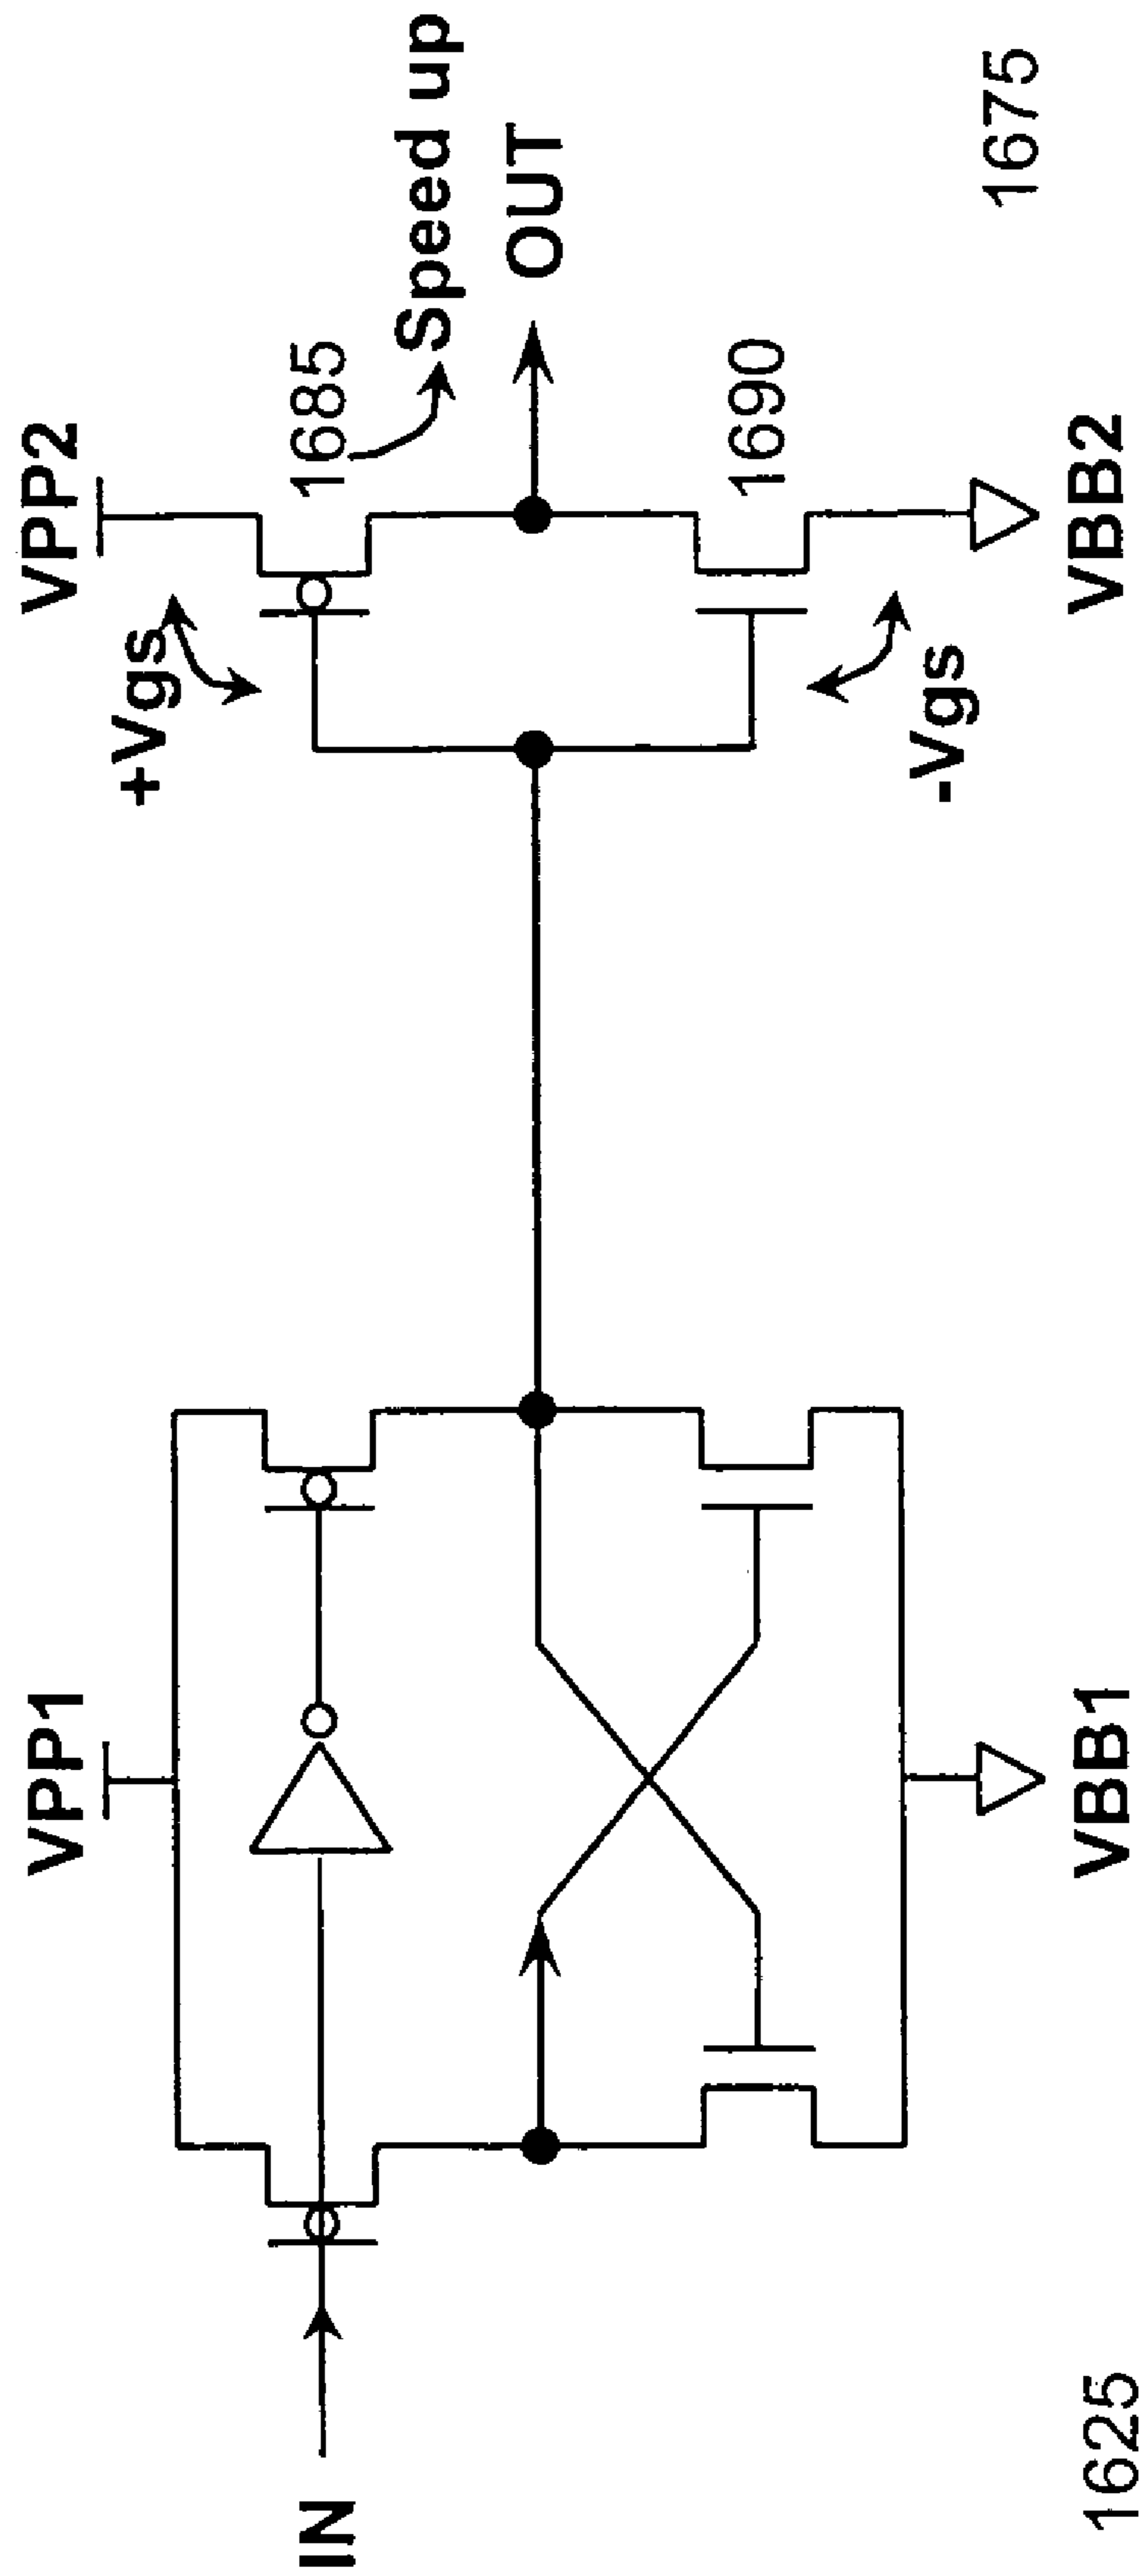 VPP1
VPP2
+Vgs
1685
Speed up
IN
OUT
1690
-Vgs
VBB1
VBB2
1625
1675